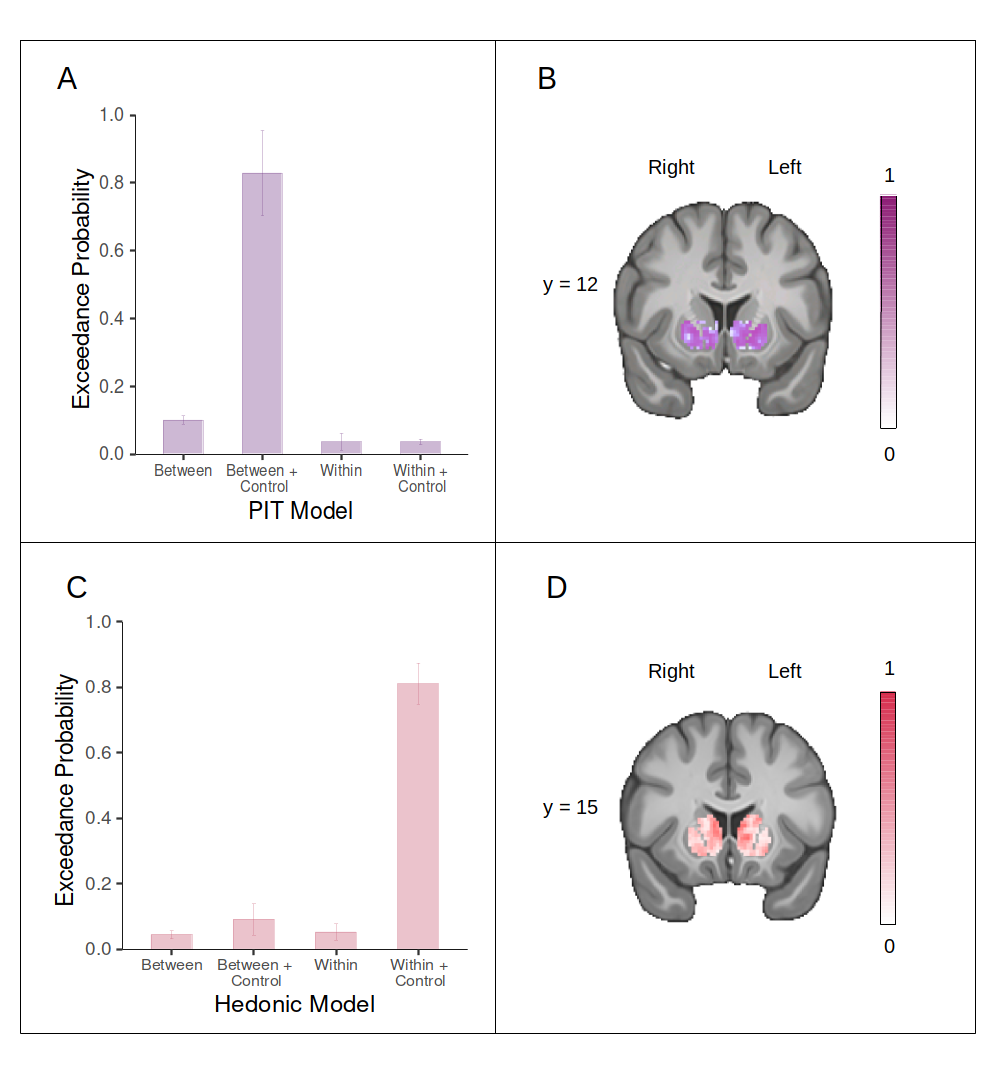 A
Exceedance Probability
1.0
0.8
0.6
0.4
0.2
0.0
Between
Between +
Control
Within
Within +
Control
PIT Model
B
Right
Left
1
y = 12
0
C
Exceedance Probability
1.0
0.8
0.6
0.4
0.2
0.0
Between
Between +
Control
Within
Within +
Control
Hedonic Model
D
Right
Left
1
y = 15
0